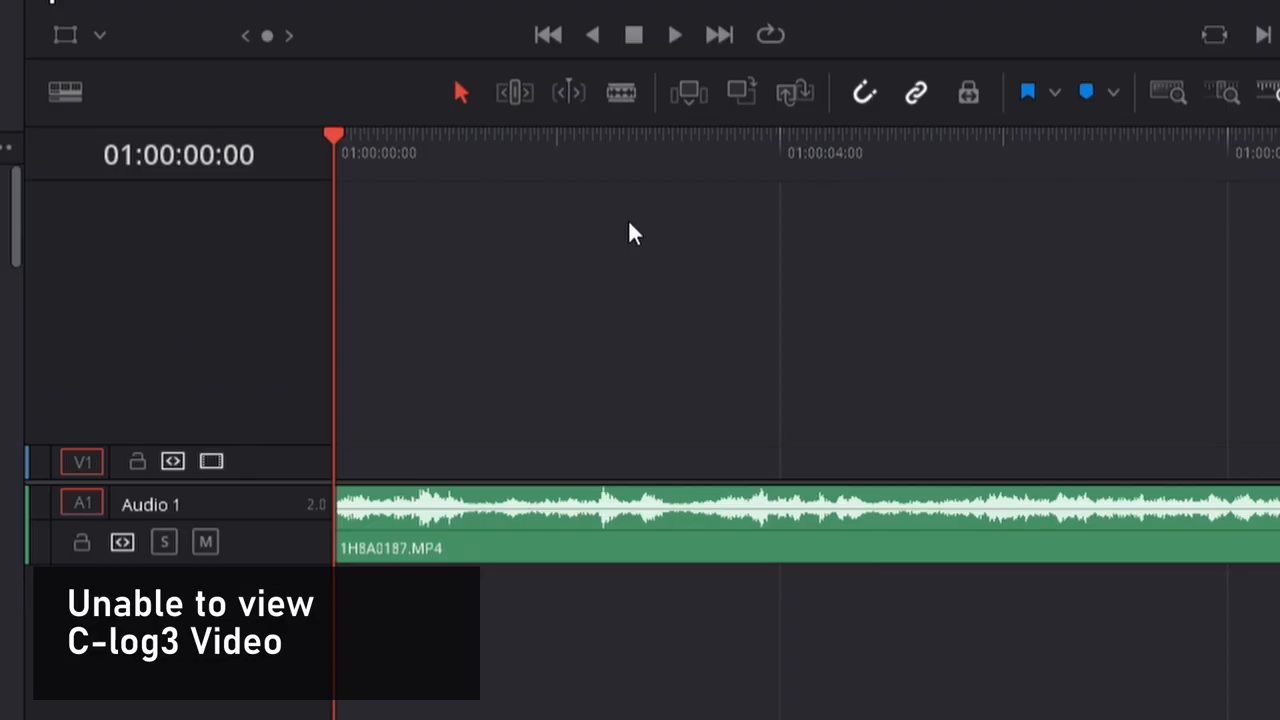 01:00:00:00
01:00:00:00
01:00:04:00
V1
A1
Audio 1
2.0
S
M
1H8A0187.MP4
Unable to view
C-log3 Video